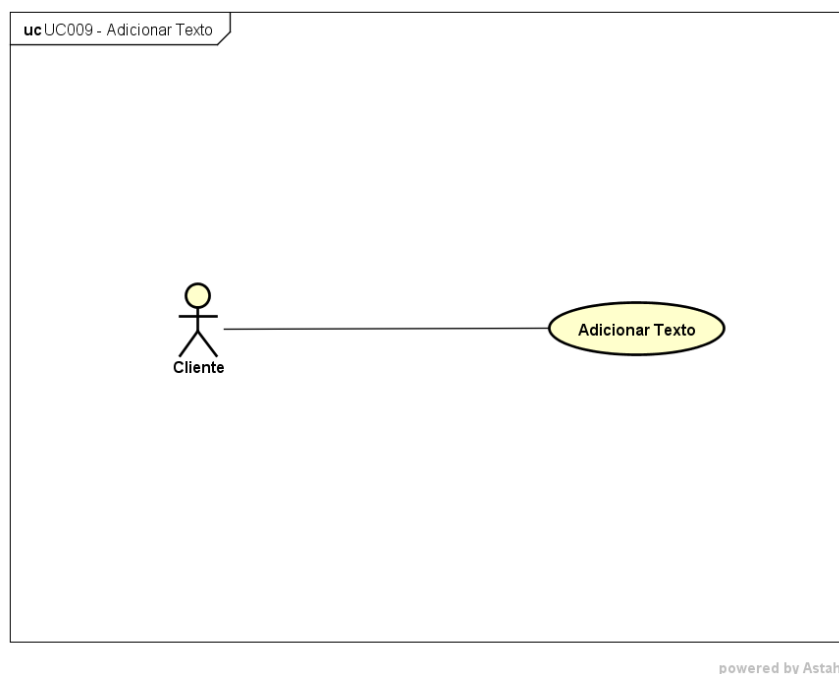 uc UC009 - Adicionar Texto
Adicionar Texto
Cliente
powered by Astah